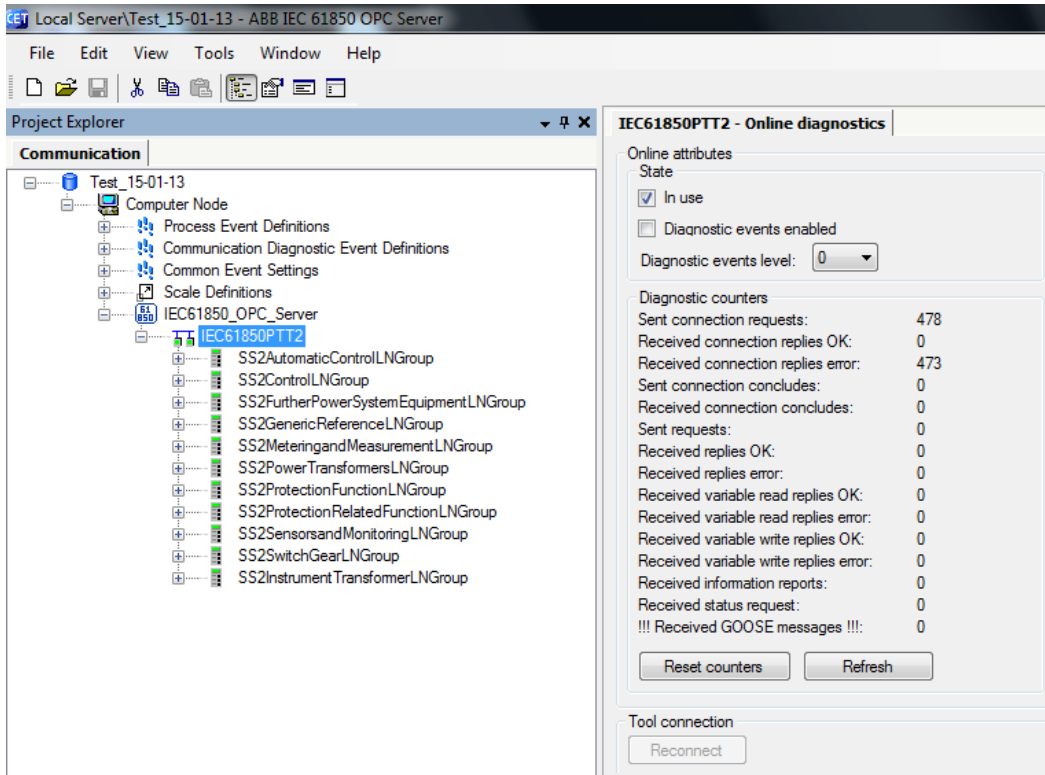 CET Local Server\Test_15-01-13 - ABB IEC 61850 OPC Server
File Edit View Tools Window Help
Project Explorer
Communication
Test_15-01-13
Computer Node
Process Event Definitions
Communication Diagnostic Event Definitions
Common Event Settings
Scale Definitions
61 850 IEC61850_OPC_Server
IEC61850PTT2
SS2AutomaticControlLNGroup
SS2ControlLNGroup
SS2FurtherPowerSystemEquipmentLNGroup
SS2GenericReferenceLNGroup
SS2MeteringandMeasurementLNGroup
SS2PowerTransformersLNGroup
SS2ProtectionFunctionLNGroup
SS2ProtectionRelatedFunctionLNGroup
SS2SensorsandMonitoringLNGroup
SS2SwitchGearLNGroup
SS2InstrumentTransformerLNGroup
IEC61850PTT2 - Online diagnostics
Online attributes
State
In use
Diagnostic events enabled
Diagnostic events level: 0
Diagnostic counters
Sent connection requests: 478
Received connection replies OK: 0
Received connection replies error: 473
Sent connection concludes: 0
Received connection concludes: 0
Sent requests: 0
Received replies OK: 0
Received replies error: 0
Received variable read replies OK: 0
Received variable read replies error: 0
Received variable write replies OK: 0
Received variable write replies error: 0
Received information reports: 0
Received status request: 0
!!! Received GOOSE messages !!!: 0
Reset counters Refresh
Tool connection
Reconnect